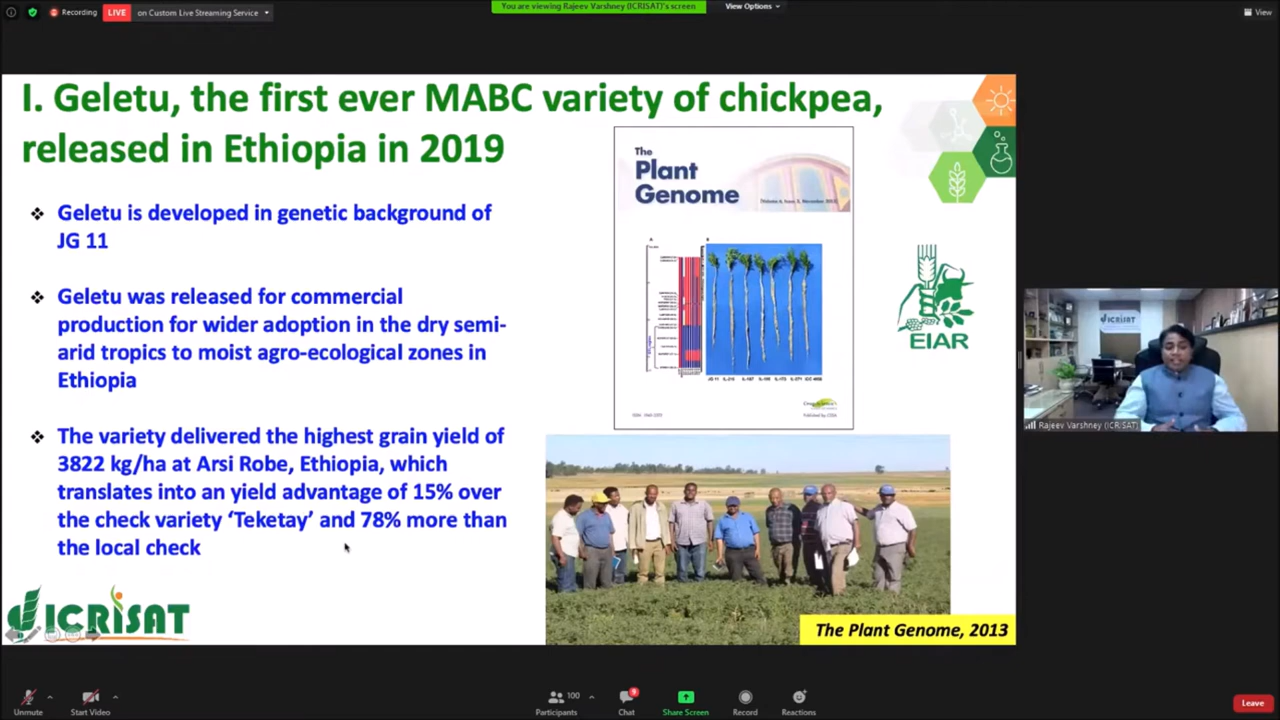 Recording
LIVE
on Custom Live Streaming Service
You are viewing Rajeev Varshney (ICRISAT)'s screen
View Options
View
I. Geletu, the first ever MABC variety of chickpea,
released in Ethiopia in 2019
❖ Geletu is developed in genetic background of
JG 11
❖ Geletu was released for commercial
production for wider adoption in the dry semi-
arid tropics to moist agro-ecological zones in
Ethiopia
❖ The variety delivered the highest grain yield of
3822 kg/ha at Arsi Robe, Ethiopia, which
translates into an yield advantage of 15% over
the check variety ‘Teketay’ and 78% more than
the local check
ICRISAT
The
Plant
Genome
A
B
JG 11
EIAR
The Plant Genome, 2013
ICRISAT
Rajeev Varshney (ICRISAT)
Unmute
Start Video
100
Participants
9
Chat
Share Screen
Record
Reactions
Leave